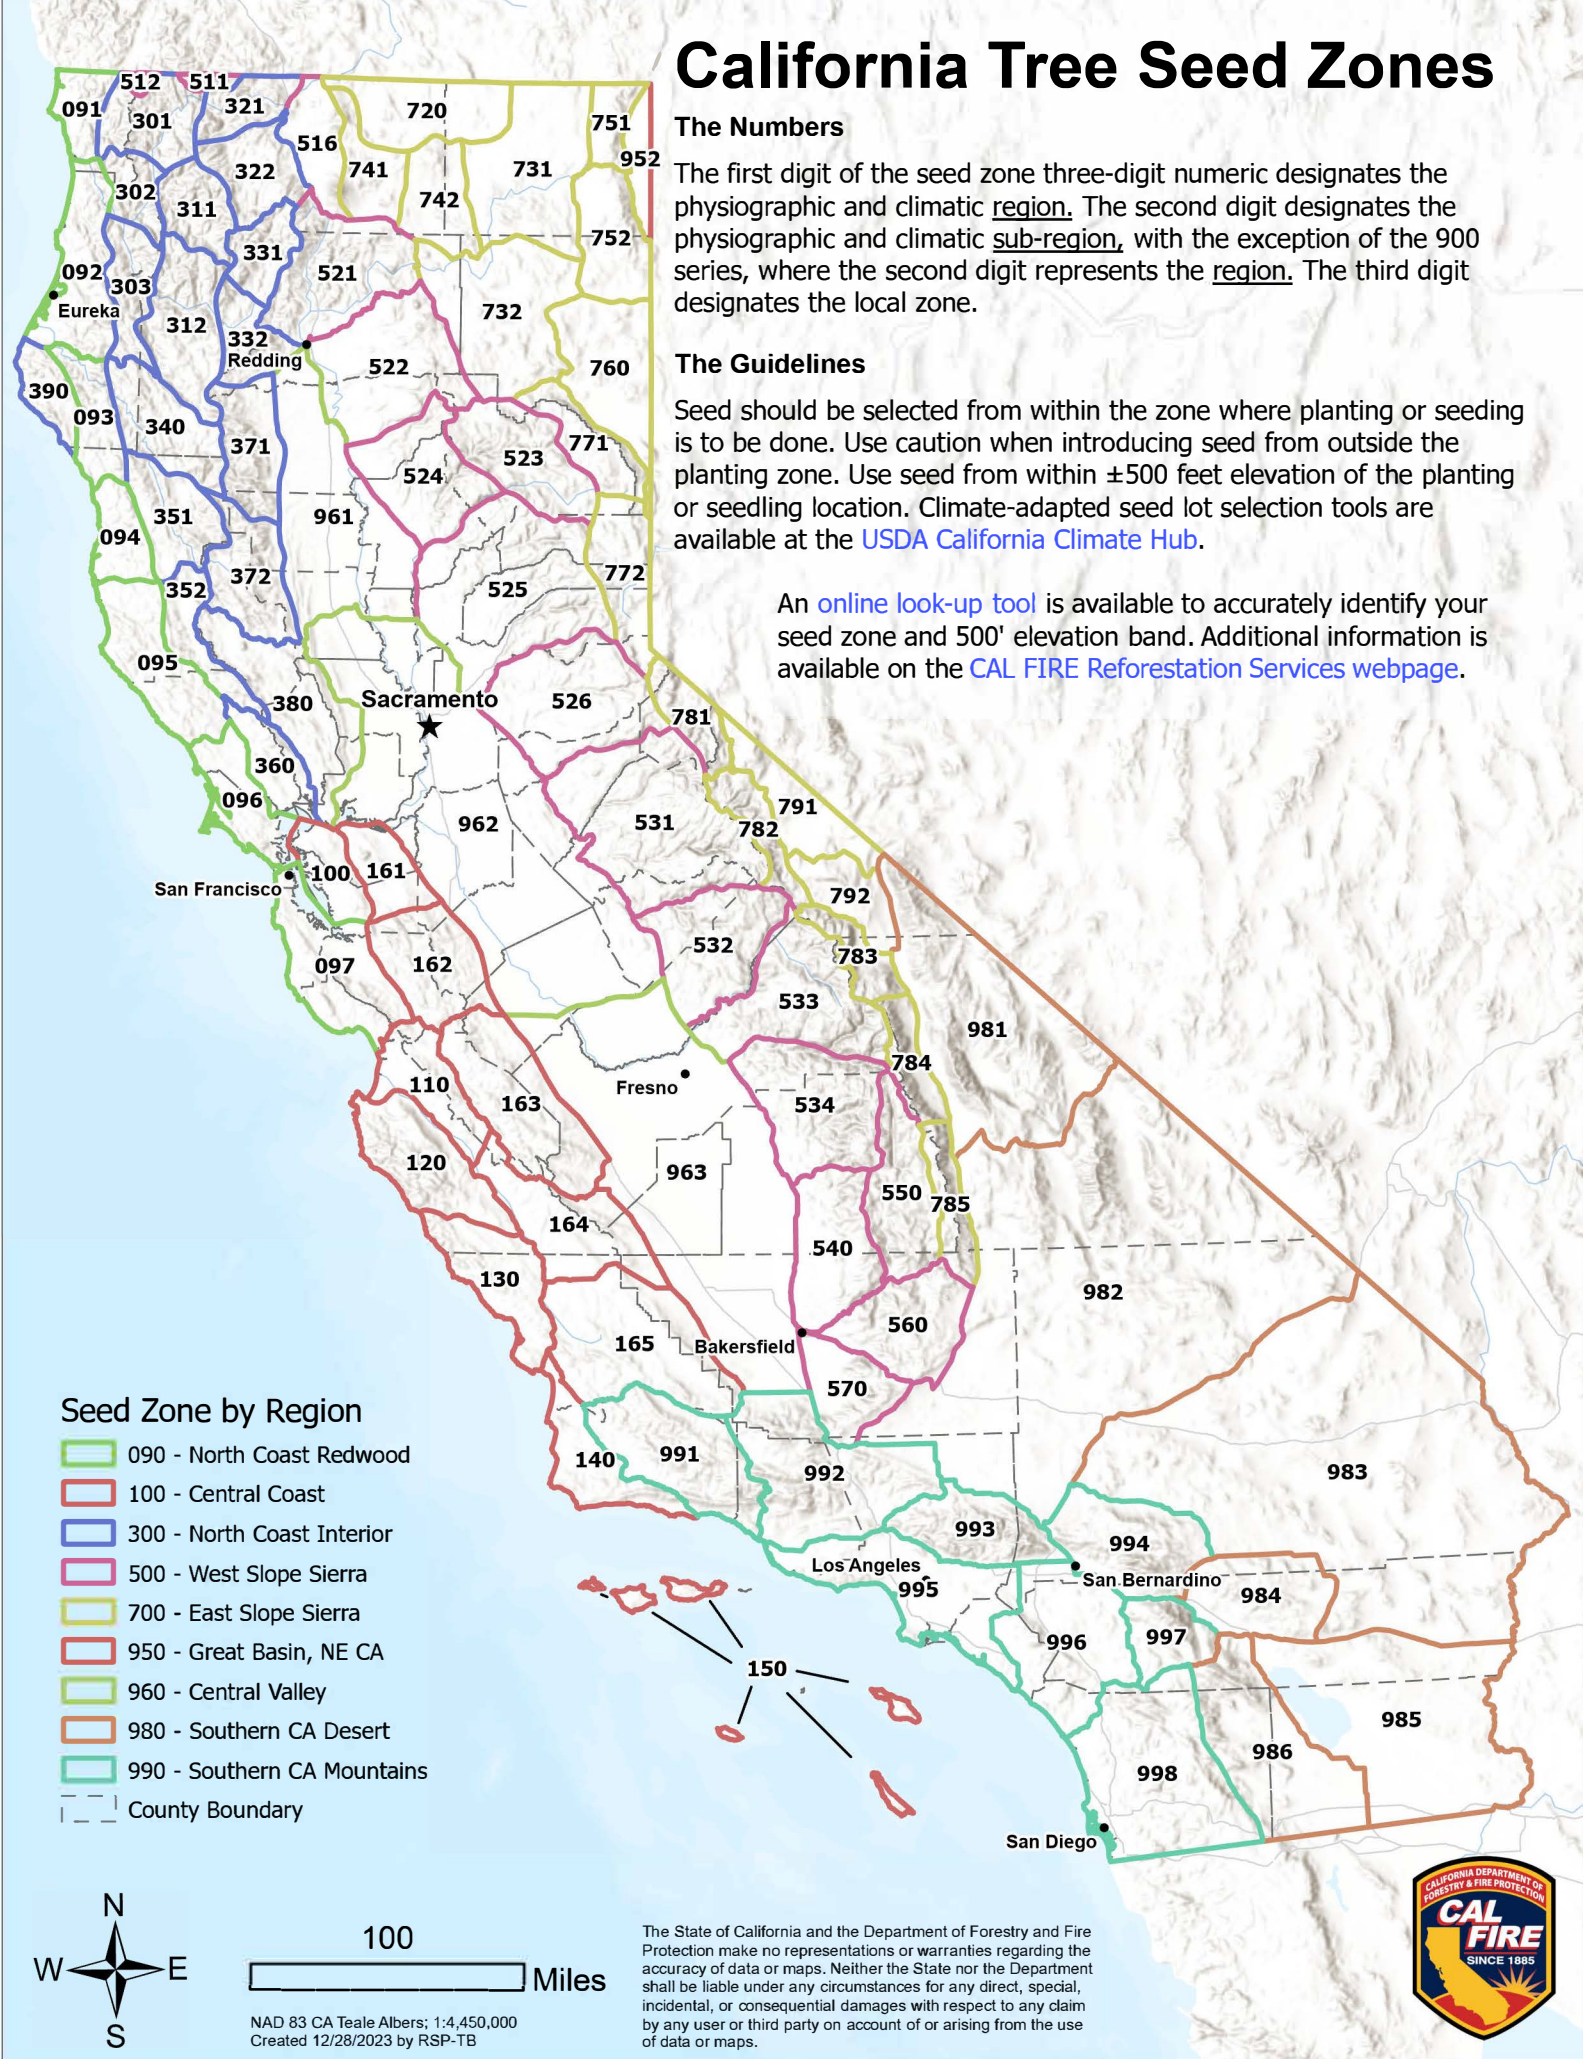 California Tree Seed Zones
The Numbers
The first digit of the seed zone three-digit numeric designates the
physiographic and climatic region. The second digit designates the
physiographic and climatic sub-region, with the exception of the 900
series, where the second digit represents the region. The third digit
designates the local zone.
The Guidelines
Seed should be selected from within the zone where planting or seeding
is to be done. Use caution when introducing seed from outside the
planting zone. Use seed from within ±500 feet elevation of the planting
or seedling location. Climate-adapted seed lot selection tools are
available at the USDA California Climate Hub.
An online look-up tool is available to accurately identify your
seed zone and 500' elevation band. Additional information is
available on the CAL FIRE Reforestation Services webpage.
512
511
091
301
321
720
751
516
952
322
741
731
302
742
311
752
331
521
092
303
Eureka
732
312
332
Redding
522
760
390
093
340
371
771
523
524
351
961
094
372
772
352
525
095
380
Sacramento
526
781
360
096
791
962
531
782
100
161
San Francisco
792
532
783
097
162
533
981
784
110
Fresno
163
534
120
963
550
785
164
540
130
982
560
165
Bakersfield
570
140
991
992
983
993
994
Los Angeles
995
San Bernardino
984
996
997
150
985
986
998
San Diego
Seed Zone by Region
090 - North Coast Redwood
100 - Central Coast
300 - North Coast Interior
500 - West Slope Sierra
700 - East Slope Sierra
950 - Great Basin, NE CA
960 - Central Valley
980 - Southern CA Desert
990 - Southern CA Mountains
County Boundary
N
W
E
S
100
Miles
NAD 83 CA Teale Albers; 1:4,450,000
Created 12/28/2023 by RSP-TB
The State of California and the Department of Forestry and Fire
Protection make no representations or warranties regarding the
accuracy of data or maps. Neither the State nor the Department
shall be liable under any circumstances for any direct, special,
incidental, or consequential damages with respect to any claim
by any user or third party on account of or arising from the use
of data or maps.
CALIFORNIA DEPARTMENT OF
FORESTRY & FIRE PROTECTION
CAL
FIRE
SINCE 1885